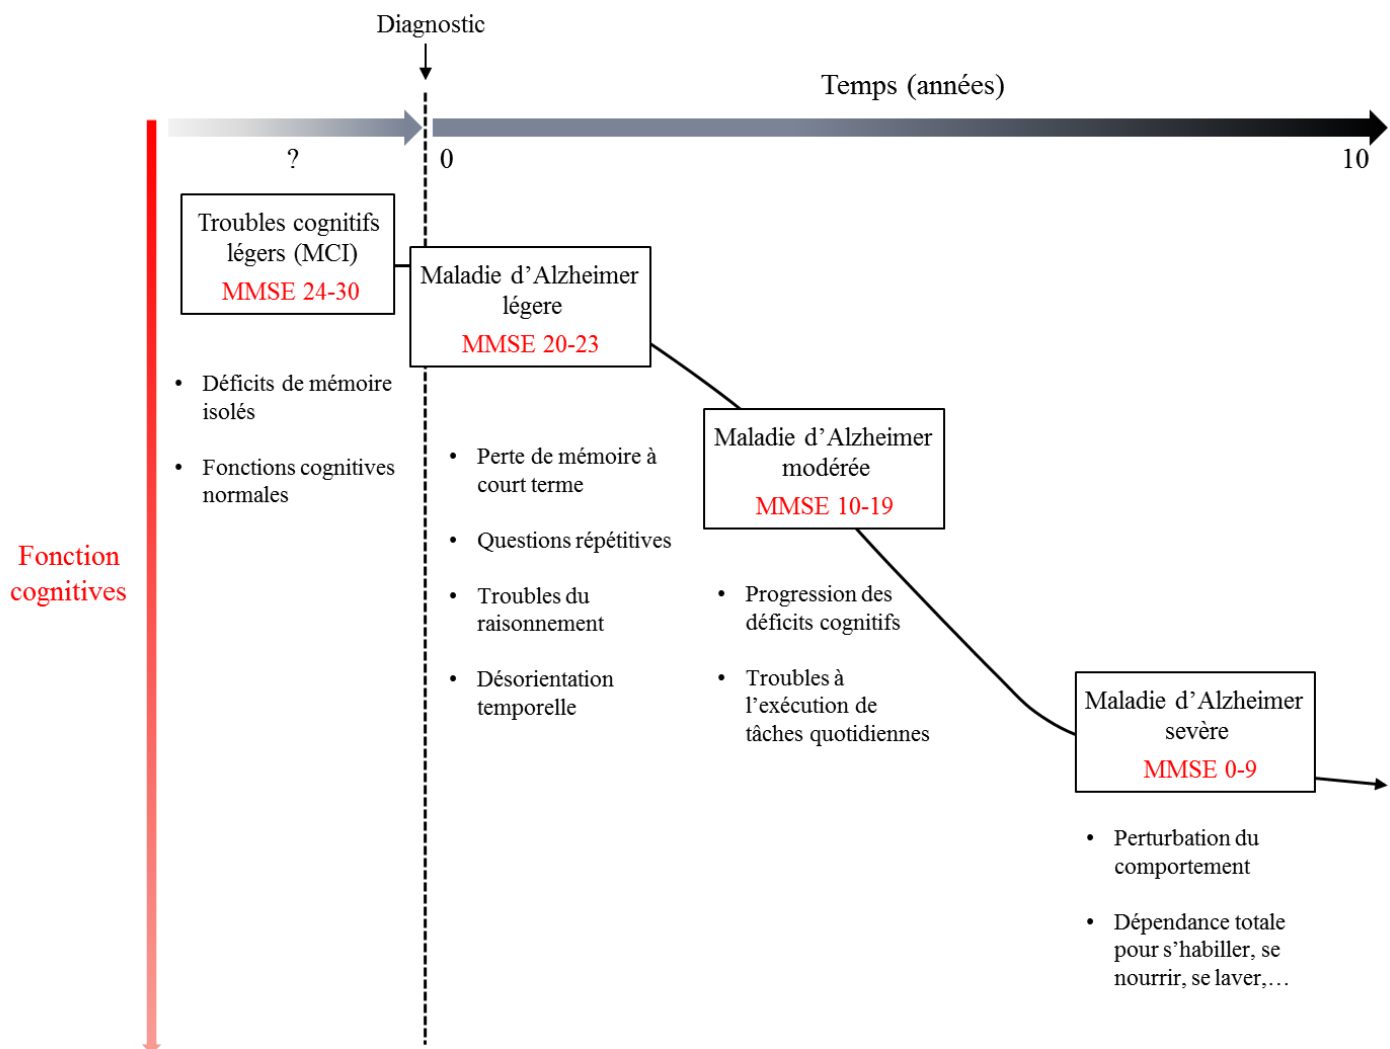 Diagnostic
Temps (années)
?
0
10
Troubles cognitifs
légers (MCI)
MMSE 24-30
Maladie d’Alzheimer
légere
MMSE 20-23
• Déficits de mémoire
isolés
• Fonctions cognitives
normales
Maladie d’Alzheimer
modérée
MMSE 10-19
• Perte de mémoire à
court terme
• Questions répétitives
• Troubles du
raisonnement
• Désorientation
temporelle
Fonction
cognitives
• Progression des
déficits cognitifs
• Troubles à
l’exécution de
tâches quotidiennes
Maladie d’Alzheimer
sevère
MMSE 0-9
• Perturbation du
comportement
• Dépendance totale
pour s’habiller, se
nourrir, se laver,…